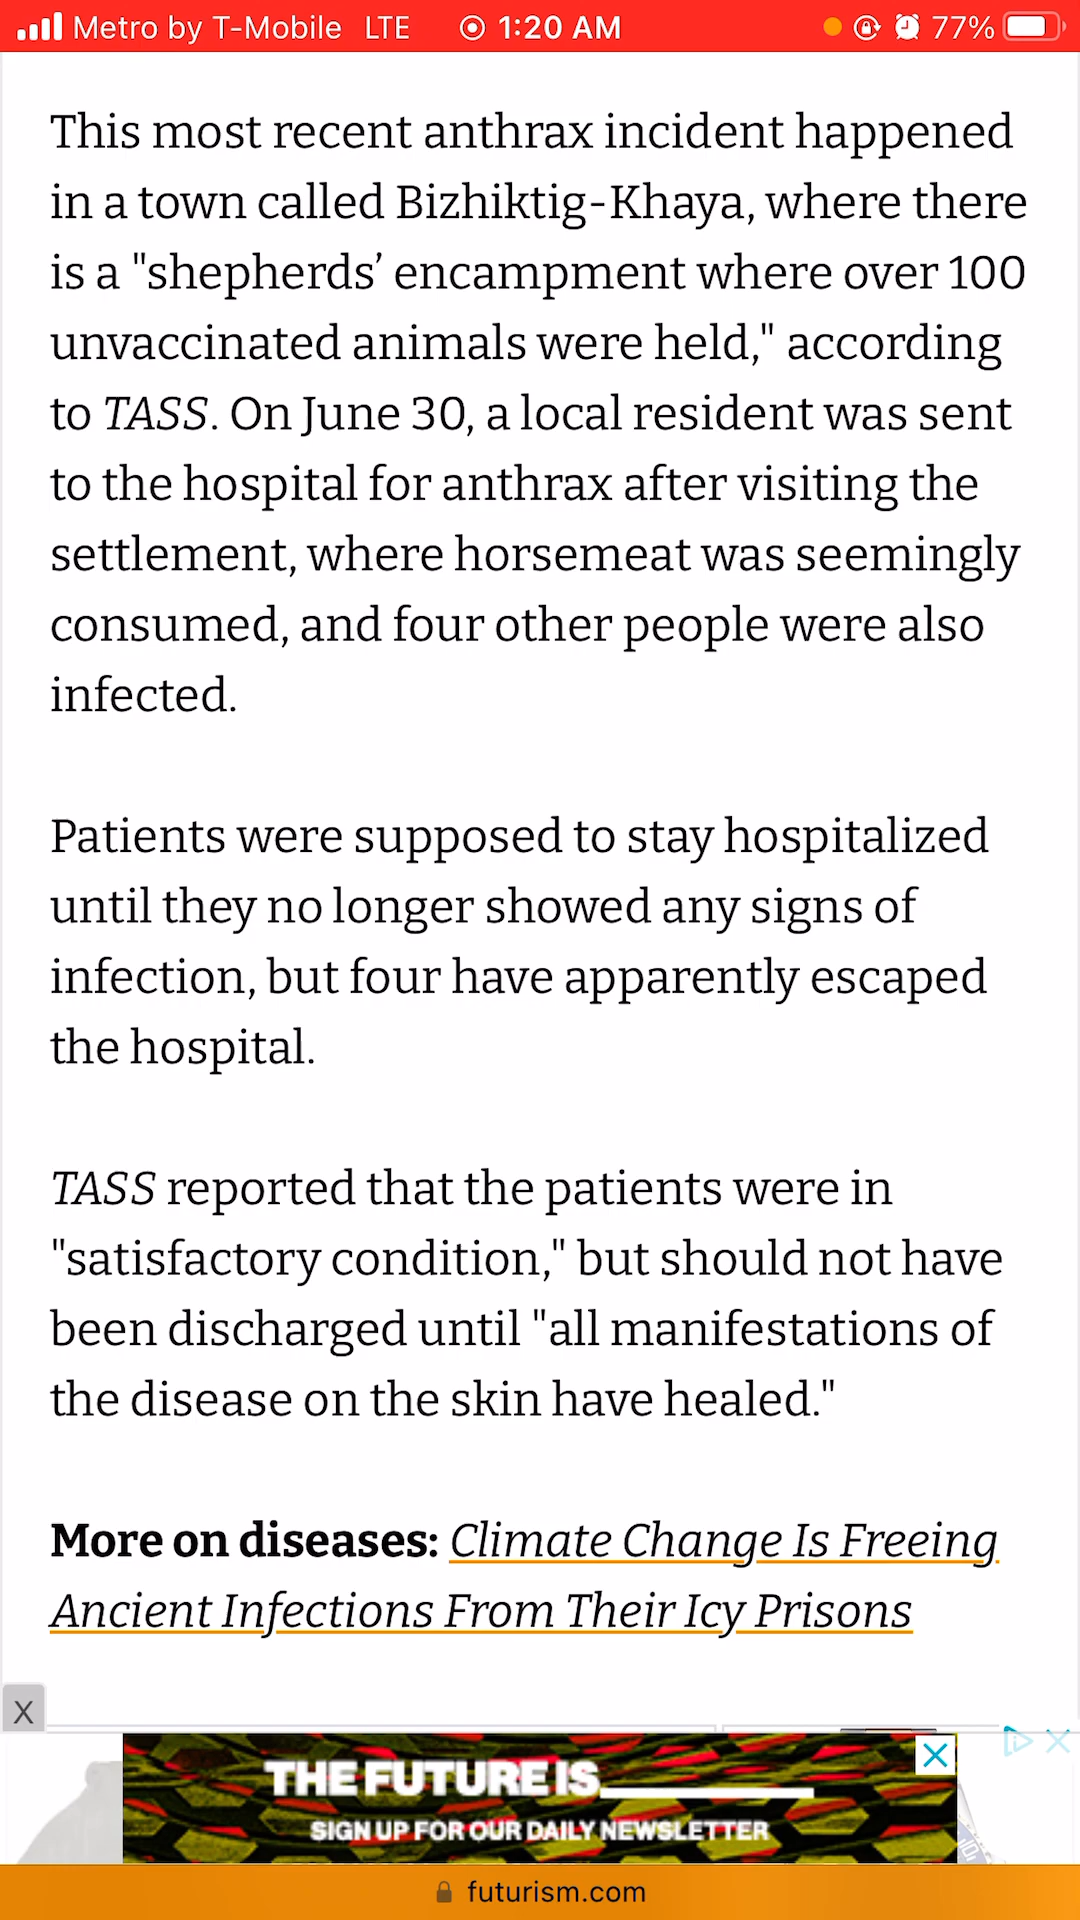 Metro by T-Mobile LTE 1:20 AM 77%
This most recent anthrax incident happened
in a town called Bizhiktig-Khaya, where there
is a "shepherds’ encampment where over 100
unvaccinated animals were held," according
to TASS. On June 30, a local resident was sent
to the hospital for anthrax after visiting the
settlement, where horsemeat was seemingly
consumed, and four other people were also
infected.
Patients were supposed to stay hospitalized
until they no longer showed any signs of
infection, but four have apparently escaped
the hospital.
TASS reported that the patients were in
"satisfactory condition," but should not have
been discharged until "all manifestations of
the disease on the skin have healed."
More on diseases: Climate Change Is Freeing
Ancient Infections From Their Icy Prisons
X
THE FUTURE IS________
SIGN UP FOR OUR DAILY NEWSLETTER
futurism.com